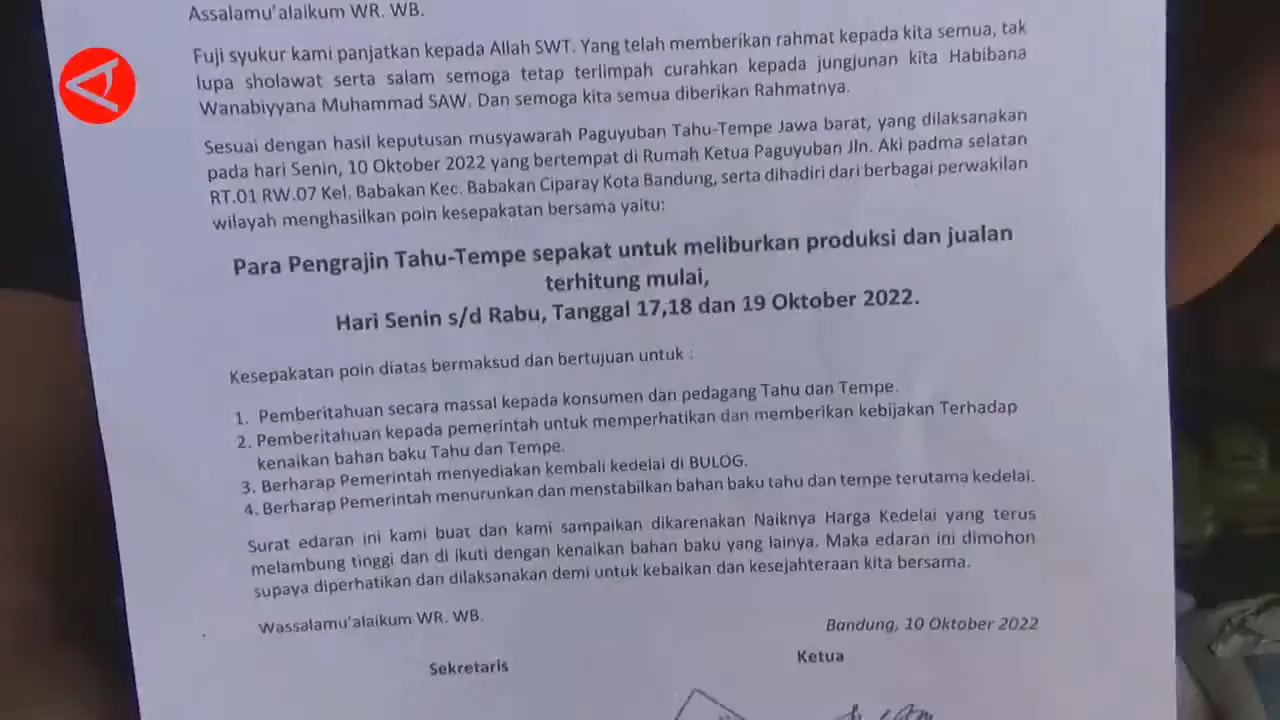 Assalamu'alaikum WR. WB.
Fuji syukur kami panjatkan kepada Allah SWT. Yang telah memberikan rahmat kepada kita semua, tak
lupa sholawat serta salam semoga tetap terlimpah curahkan kepada jungjunan kita Habibana
Wanabiyyana Muhammad SAW. Dan semoga kita semua diberikan Rahmatnya.
Sesuai dengan hasil keputusan musyawarah Paguyuban Tahu-Tempe Jawa barat, yang dilaksanakan
pada hari Senin, 10 Oktober 2022 yang bertempat di Rumah Ketua Paguyuban Jln. Aki padma selatan
RT.01 RW.07 Kel. Babakan Kec. Babakan Ciparay Kota Bandung, serta dihadiri dari berbagai perwakilan
wilayah menghasilkan poin kesepakatan bersama yaitu:
Para Pengrajin Tahu-Tempe sepakat untuk meliburkan produksi dan jualan
terhitung mulai,
Hari Senin s/d Rabu, Tanggal 17,18 dan 19 Oktober 2022.
Kesepakatan poin diatas bermaksud dan bertujuan untuk :
1. Pemberitahuan secara massal kepada konsumen dan pedagang Tahu dan Tempe.
2. Pemberitahuan kepada pemerintah untuk memperhatikan dan memberikan kebijakan Terhadap
kenaikan bahan baku Tahu dan Tempe.
3. Berharap Pemerintah menyediakan kembali kedelai di BULOG.
4. Berharap Pemerintah menurunkan dan menstabilkan bahan baku tahu dan tempe terutama kedelai.
Surat edaran ini kami buat dan kami sampaikan dikarenakan Naiknya Harga Kedelai yang terus
melambung tinggi dan di ikuti dengan kenaikan bahan baku yang lainya. Maka edaran ini dimohon
supaya diperhatikan dan dilaksanakan demi untuk kebaikan dan kesejahteraan kita bersama.
Wassalamu'alaikum WR. WB.
Bandung, 10 Oktober 2022
Sekretaris
Ketua